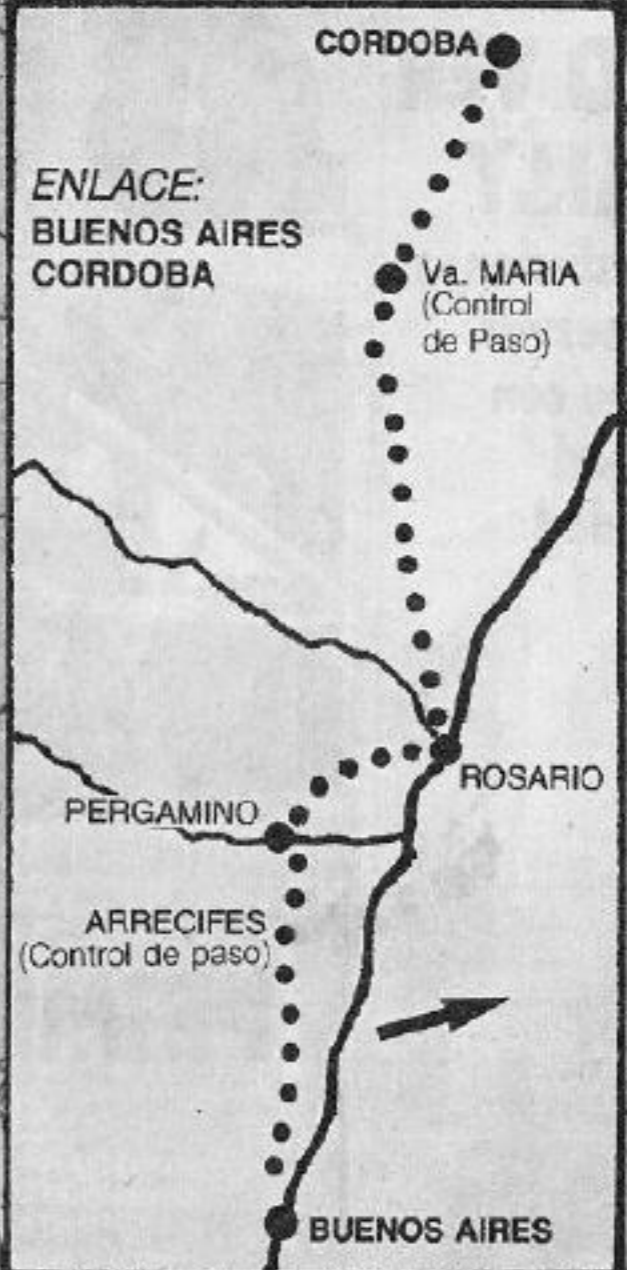 CORDOBA
ENLACE:
BUENOS AIRES
CORDOBA
Va. MARIA
(Control
de Paso)
ROSARIO
PERGAMINO
ARRECIFES
(Control de paso)
BUENOS AIRES